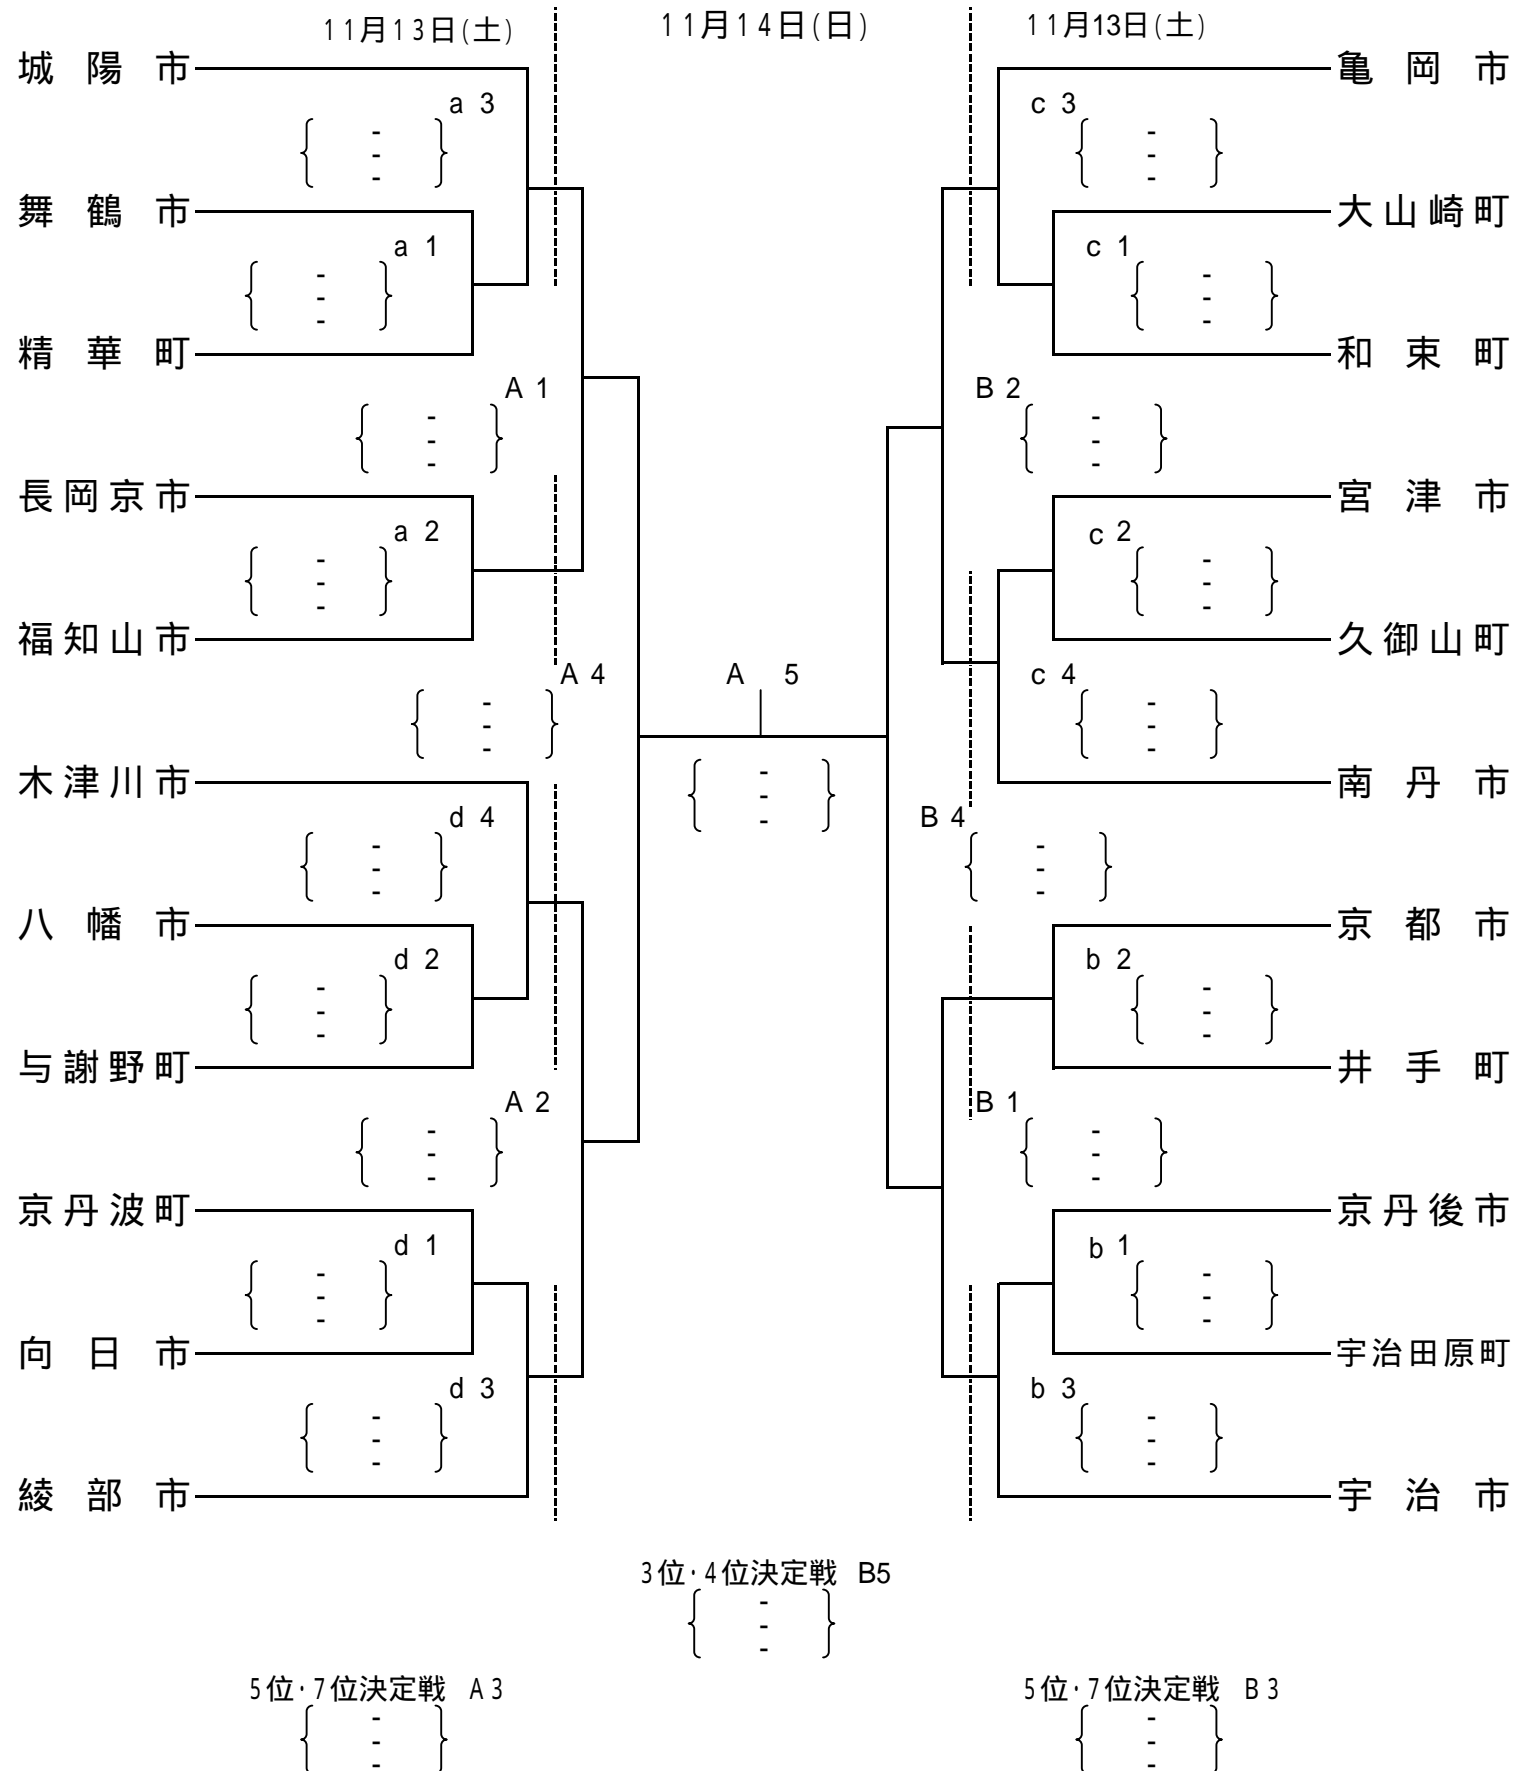 11月13日(土) 11月14日(日) 11月13日(土)
城陽市 亀岡市
a 3 c 3
-  -
-  -
-  -
舞鶴市 大山崎町
a 1 c 1
-  -
-  -
-  -
精華町 和束町
A 1 B 2
-  -
-  -
-  -
長岡京市 宮津市
a 2 c 2
-  -
-  -
-  -
福知山市 久御山町
A 4 A 5 c 4
-  -
-  -
-  -
木津川市 南丹市
-
-
-
d 4 B 4
-  -
-  -
-  -
八幡市 京都市
d 2 b 2
-  -
-  -
-  -
与謝野町 井手町
A 2 B 1
-  -
-  -
-  -
京丹波町 京丹後市
d 1 b 1
-  -
-  -
-  -
向日市 宇治田原町
d 3 b 3
-  -
-  -
-  -
綾部市 宇治市
3位・4位決定戦 B5
-
-
-
5位・7位決定戦 A3 5位・7位決定戦 B3
-  -
-  -
-  -